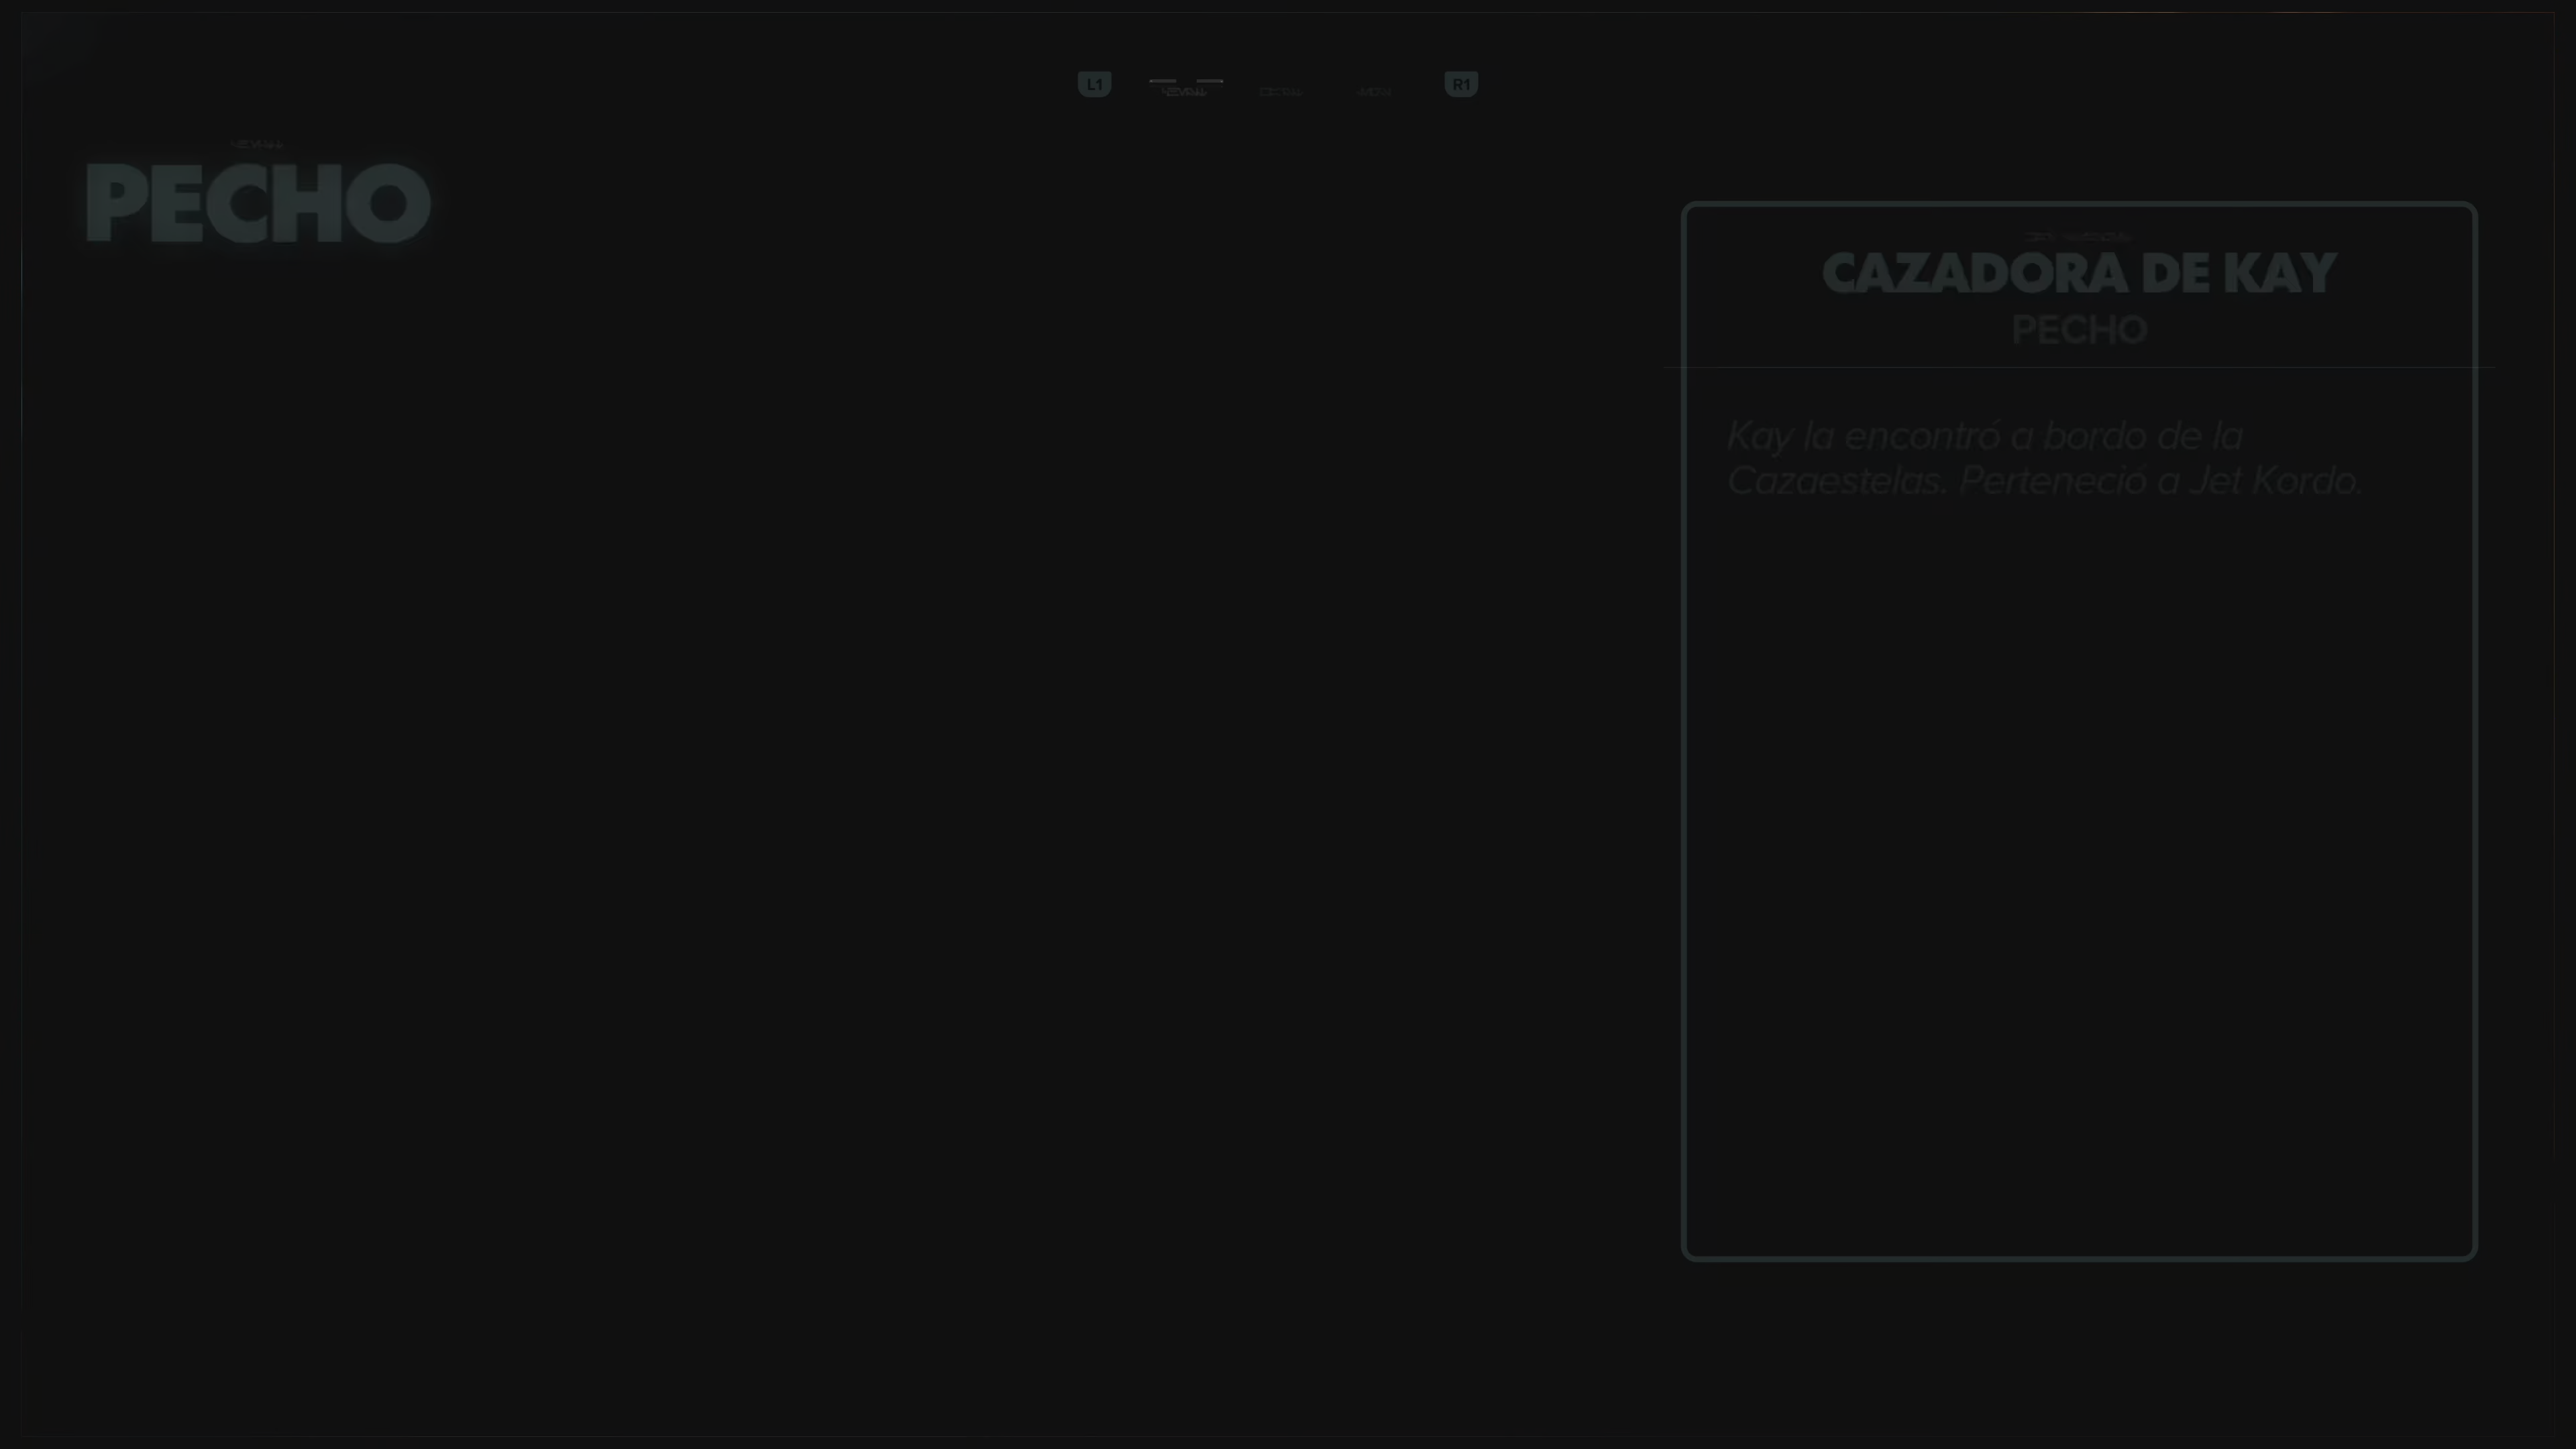 L1
R1
PECHO
CAZADORA DE KAY
PECHO
Kay la encontró a bordo de la
Cazaestelas. Perteneció a Jet Kordo.